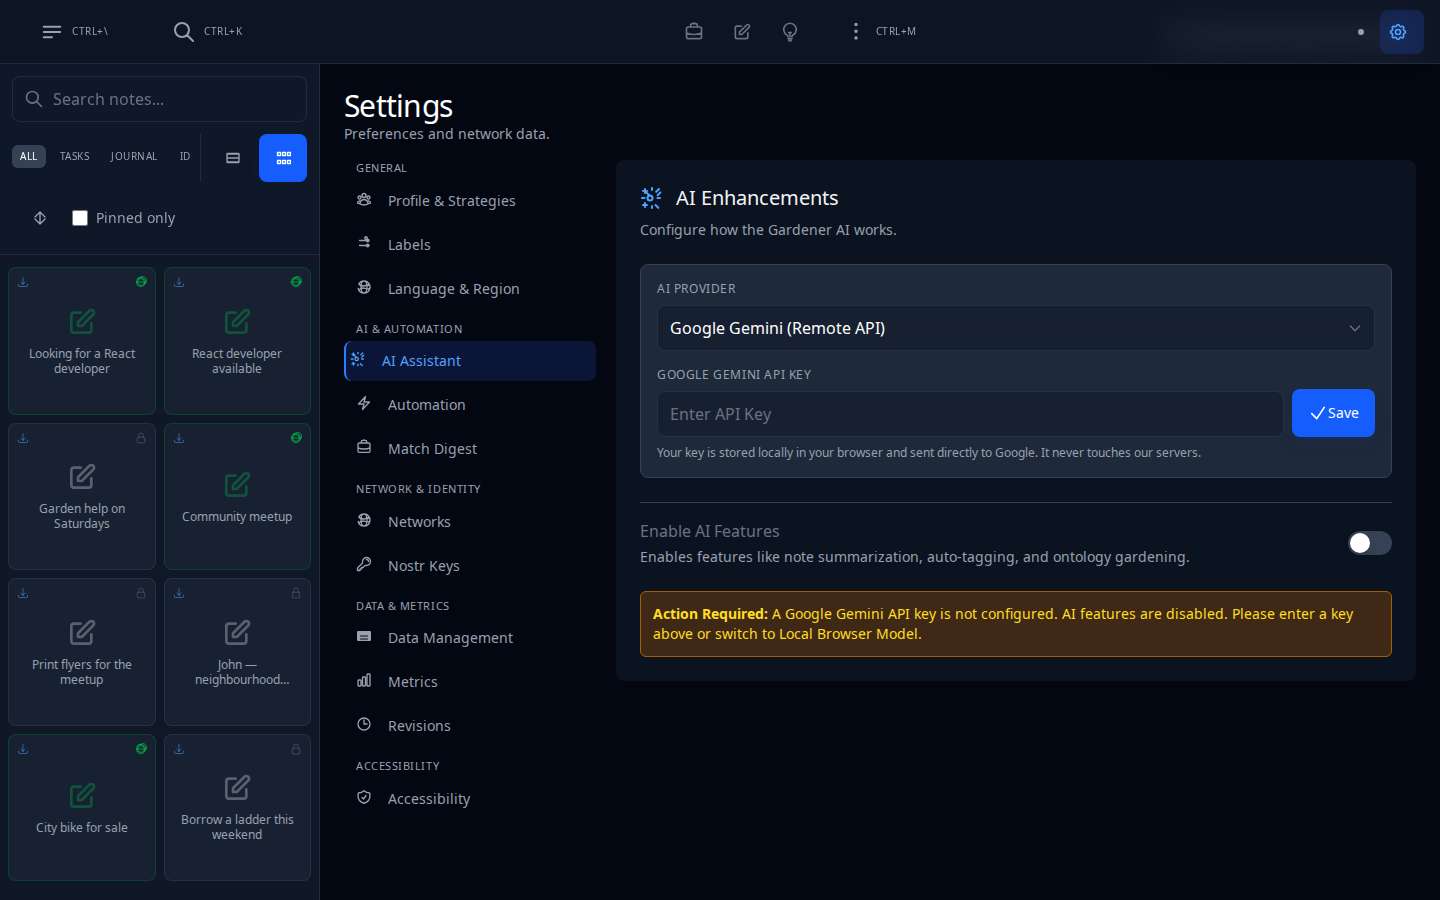 CTRL+\
CTRL+K
CTRL+M
Search notes...
ALL
TASKS
JOURNAL
ID
Pinned only
Looking for a React
developer
React developer
available
Garden help on
Saturdays
Community meetup
Print flyers for the
meetup
John —
neighbourhood...
City bike for sale
Borrow a ladder this
weekend
Settings
Preferences and network data.
GENERAL
Profile & Strategies
Labels
Language & Region
AI & AUTOMATION
AI Assistant
Automation
Match Digest
NETWORK & IDENTITY
Networks
Nostr Keys
DATA & METRICS
Data Management
Metrics
Revisions
ACCESSIBILITY
Accessibility
AI Enhancements
Configure how the Gardener AI works.
AI PROVIDER
Google Gemini (Remote API)
GOOGLE GEMINI API KEY
Enter API Key
Save
Your key is stored locally in your browser and sent directly to Google. It never touches our servers.
Enable AI Features
Enables features like note summarization, auto-tagging, and ontology gardening.
Action Required: A Google Gemini API key is not configured. AI features are disabled. Please enter a key
above or switch to Local Browser Model.